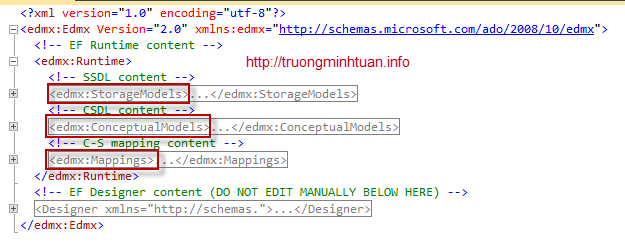 <?xml version="1.0" encoding="utf-8"?>
<edmx:Edmx Version="2.0" xmlns:edmx="http://schemas.microsoft.com/ado/2008/10/edmx">
<!-- EF Runtime content -->
<edmx:Runtime> http://truongminhtuan.info
<!-- SSDL content -->
<edmx:StorageModels>...</edmx:StorageModels>
<!-- CSDL content -->
<edmx:ConceptualModels>...</edmx:ConceptualModels>
<!-- C-S mapping content -->
<edmx:Mappings>...</edmx:Mappings>
</edmx:Runtime>
<!-- EF Designer content (DO NOT EDIT MANUALLY BELOW HERE) -->
<Designer xmlns="http://schemas.">...</Designer>
</edmx:Edmx>